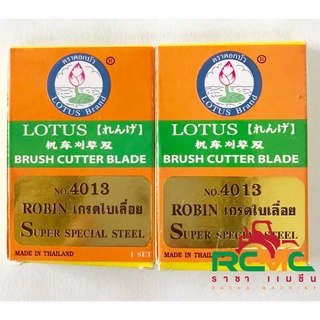 ตราดอกบัว
®
LOTUS Brand
LOTUS【れんげ】
BRUSH CUTTER BLADE
NO.4013
ROBIN เกรดใบเลื่อย
SUPER SPECIAL STEEL
MADE IN THAILAND
1 SET
ตราดอกบัว
®
LOTUS Brand
LOTUS【れんげ】
BRUSH CUTTER BLADE
NO.4013
ROBIN เกรดใบเลื่อย
SUPER SPECIAL STEEL
MADE IN THAILAND
RCMC
ราชา แมชีน
RACHA MACHINE